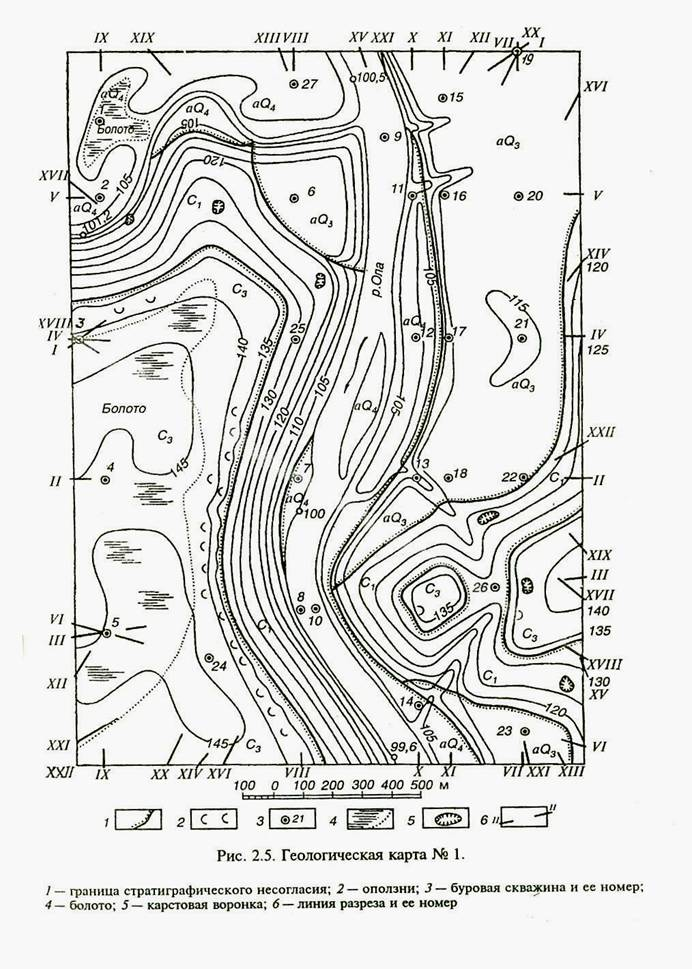 IX XIX XIII VIII XV XXI X XI XII VII XX I
19
100,5
27
15
XVI
aQ₄
aQ₄
aQ₄
Болото
105
9
aQ₃
120
XVII
V
2
105
aQ₄
101,2
C₁
6
aQ₃
11
16
20
V
р.Ола
XIV
120
C₃
105
115
XVIII 3
IV
I
25
140
135
aQ₄
12
17
21
IV
125
aQ₃
130
120
110
105
Болото
C₃
145
aQ₄
105
XXII
II
4
7
13
18
22
C₁
II
aQ₄
100
aQ₃
XIX
III
XVII
140
135
C₁
C₃
135
26
C₃
8
10
VI
III
5
C₁
XII
24
C₁
XVIII
130
XV
14
105
120
XXI
145
C₃
99,6
aQ₄
23
aQ₃
VI
XXII IX XX XIV XVI VIII X XI VII XXI XIII
100 0 100 200 300 400 500 м
1 2 3 21 4 5 6 II II
Рис. 2.5. Геологическая карта № 1.
1 — граница стратиграфического несогласия; 2 — оползни; 3 — буровая скважина и ее номер;
4 — болото; 5 — карстовая воронка; 6 — линия разреза и ее номер